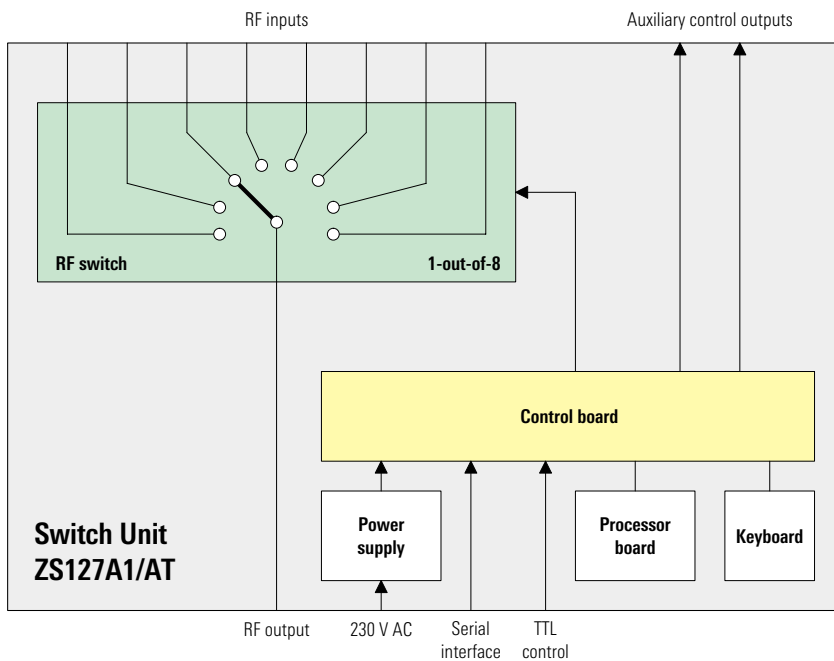 RF inputs
Auxiliary control outputs
RF switch
1-out-of-8
Control board
Switch Unit
ZS127A1/AT
Power
supply
Processor
board
Keyboard
RF output
230 V AC
Serial
interface
TTL
control